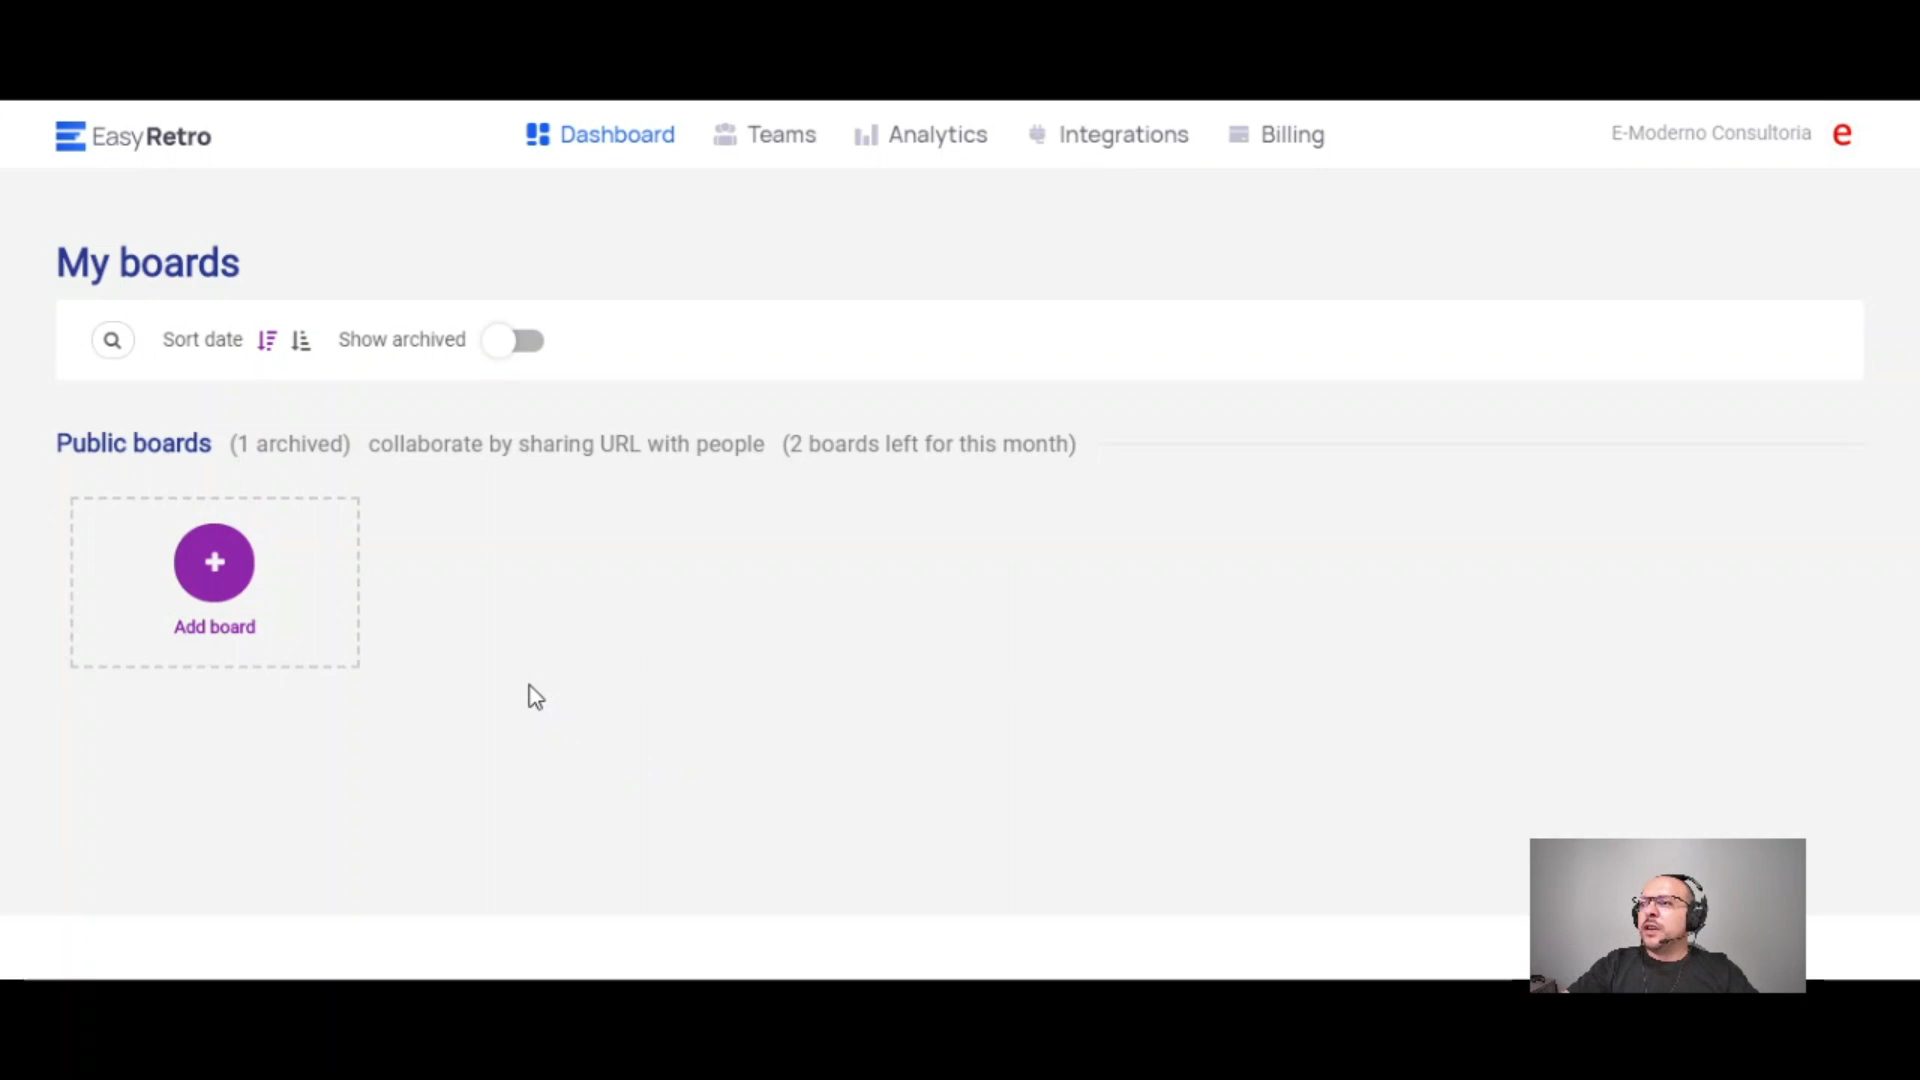 EasyRetro
Dashboard
Teams
Analytics
Integrations
Billing
E-Moderno Consultoria
e
My boards
Sort date
Show archived
Public boards (1 archived) collaborate by sharing URL with people (2 boards left for this month)
Add board